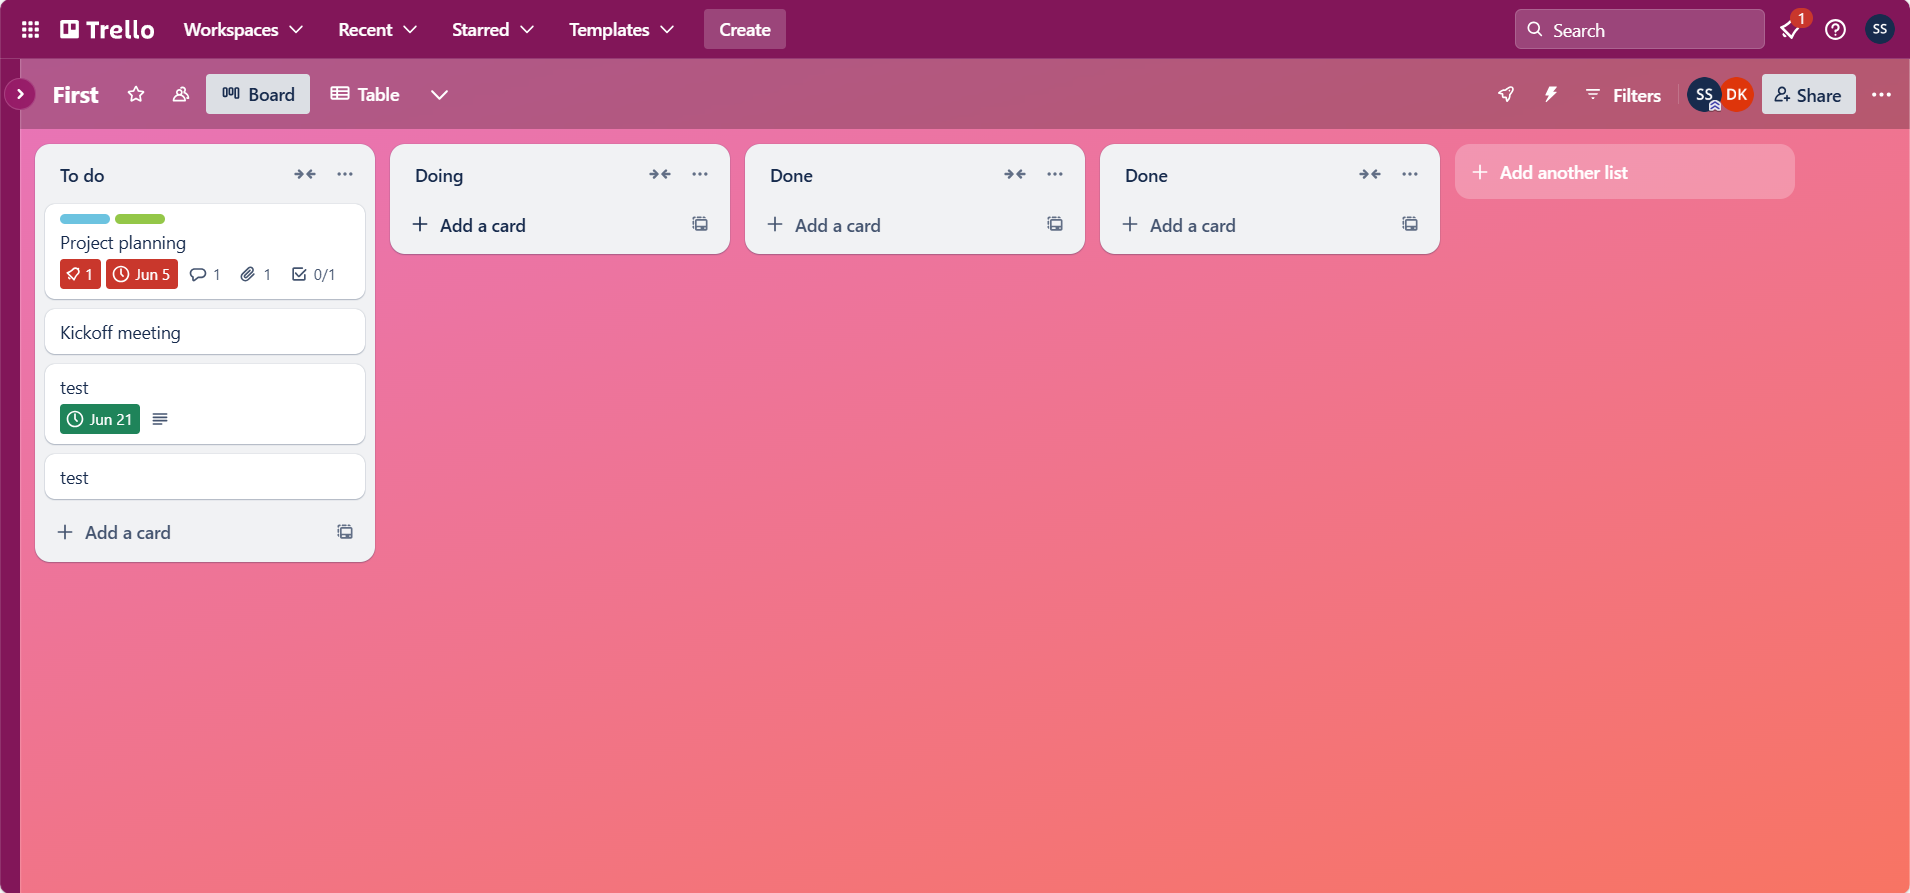 Trello Workspaces Recent Starred Templates Create Search 1 SS
First Board Table Filters SS DK Share
To do
Project planning
1 Jun 5 1 1 0/1
Kickoff meeting
test
Jun 21
test
Add a card
Doing
Add a card
Done
Add a card
Done
Add a card
Add another list